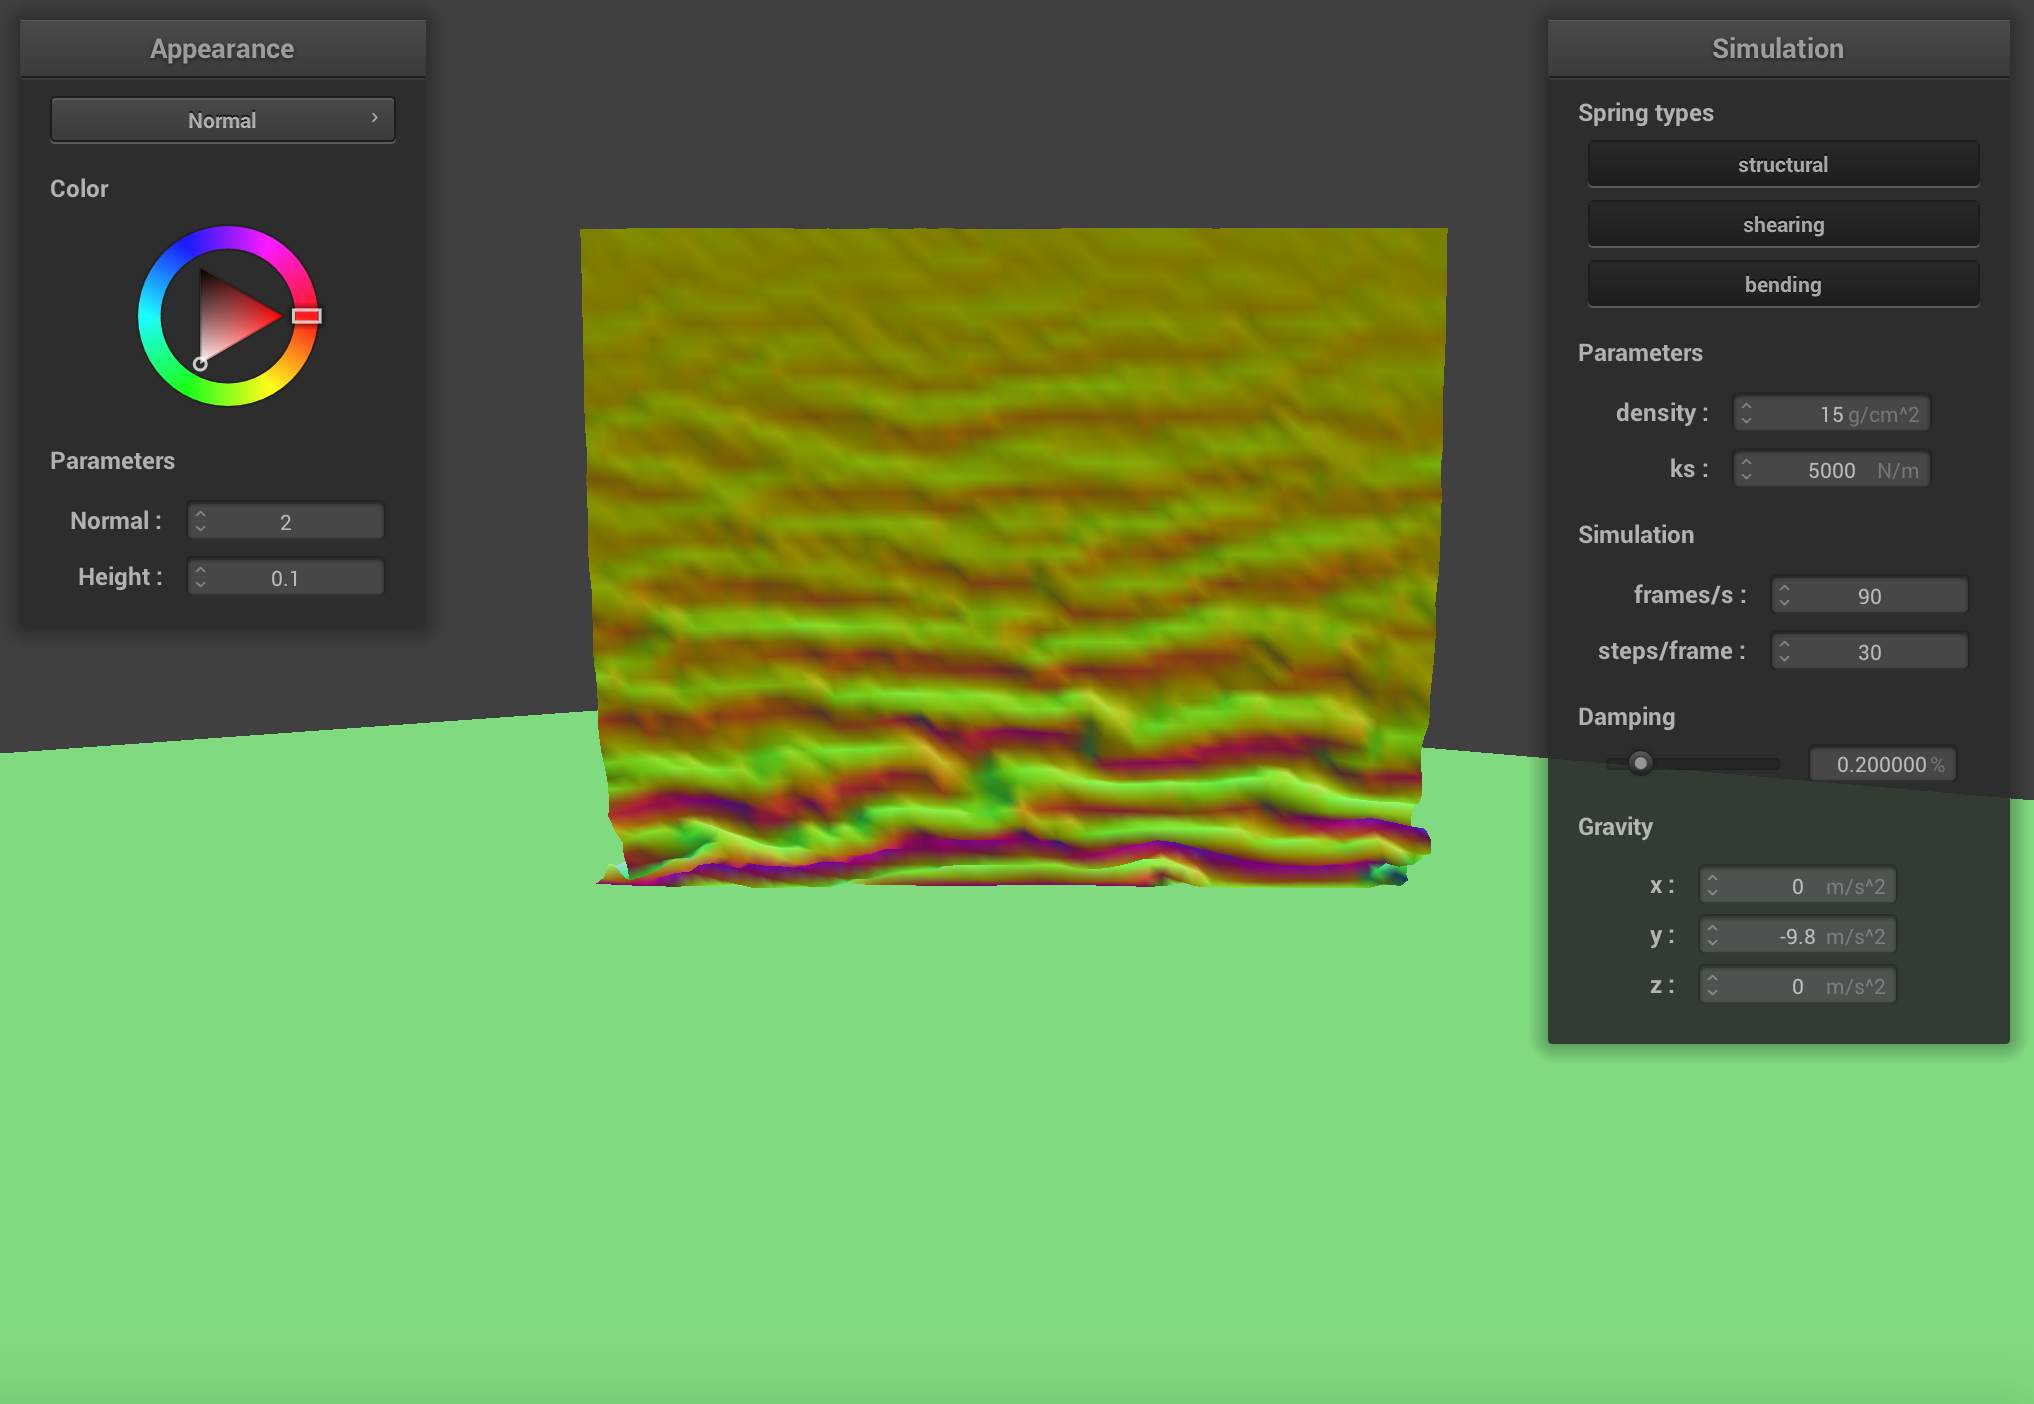 Appearance
Normal
Color
Parameters
Normal : 2
Height : 0.1
Simulation
Spring types
structural
shearing
bending
Parameters
density : 15 g/cm^2
ks : 5000 N/m
Simulation
frames/s : 90
steps/frame : 30
Damping
0.200000 %
Gravity
x : 0 m/s^2
y : -9.8 m/s^2
z : 0 m/s^2